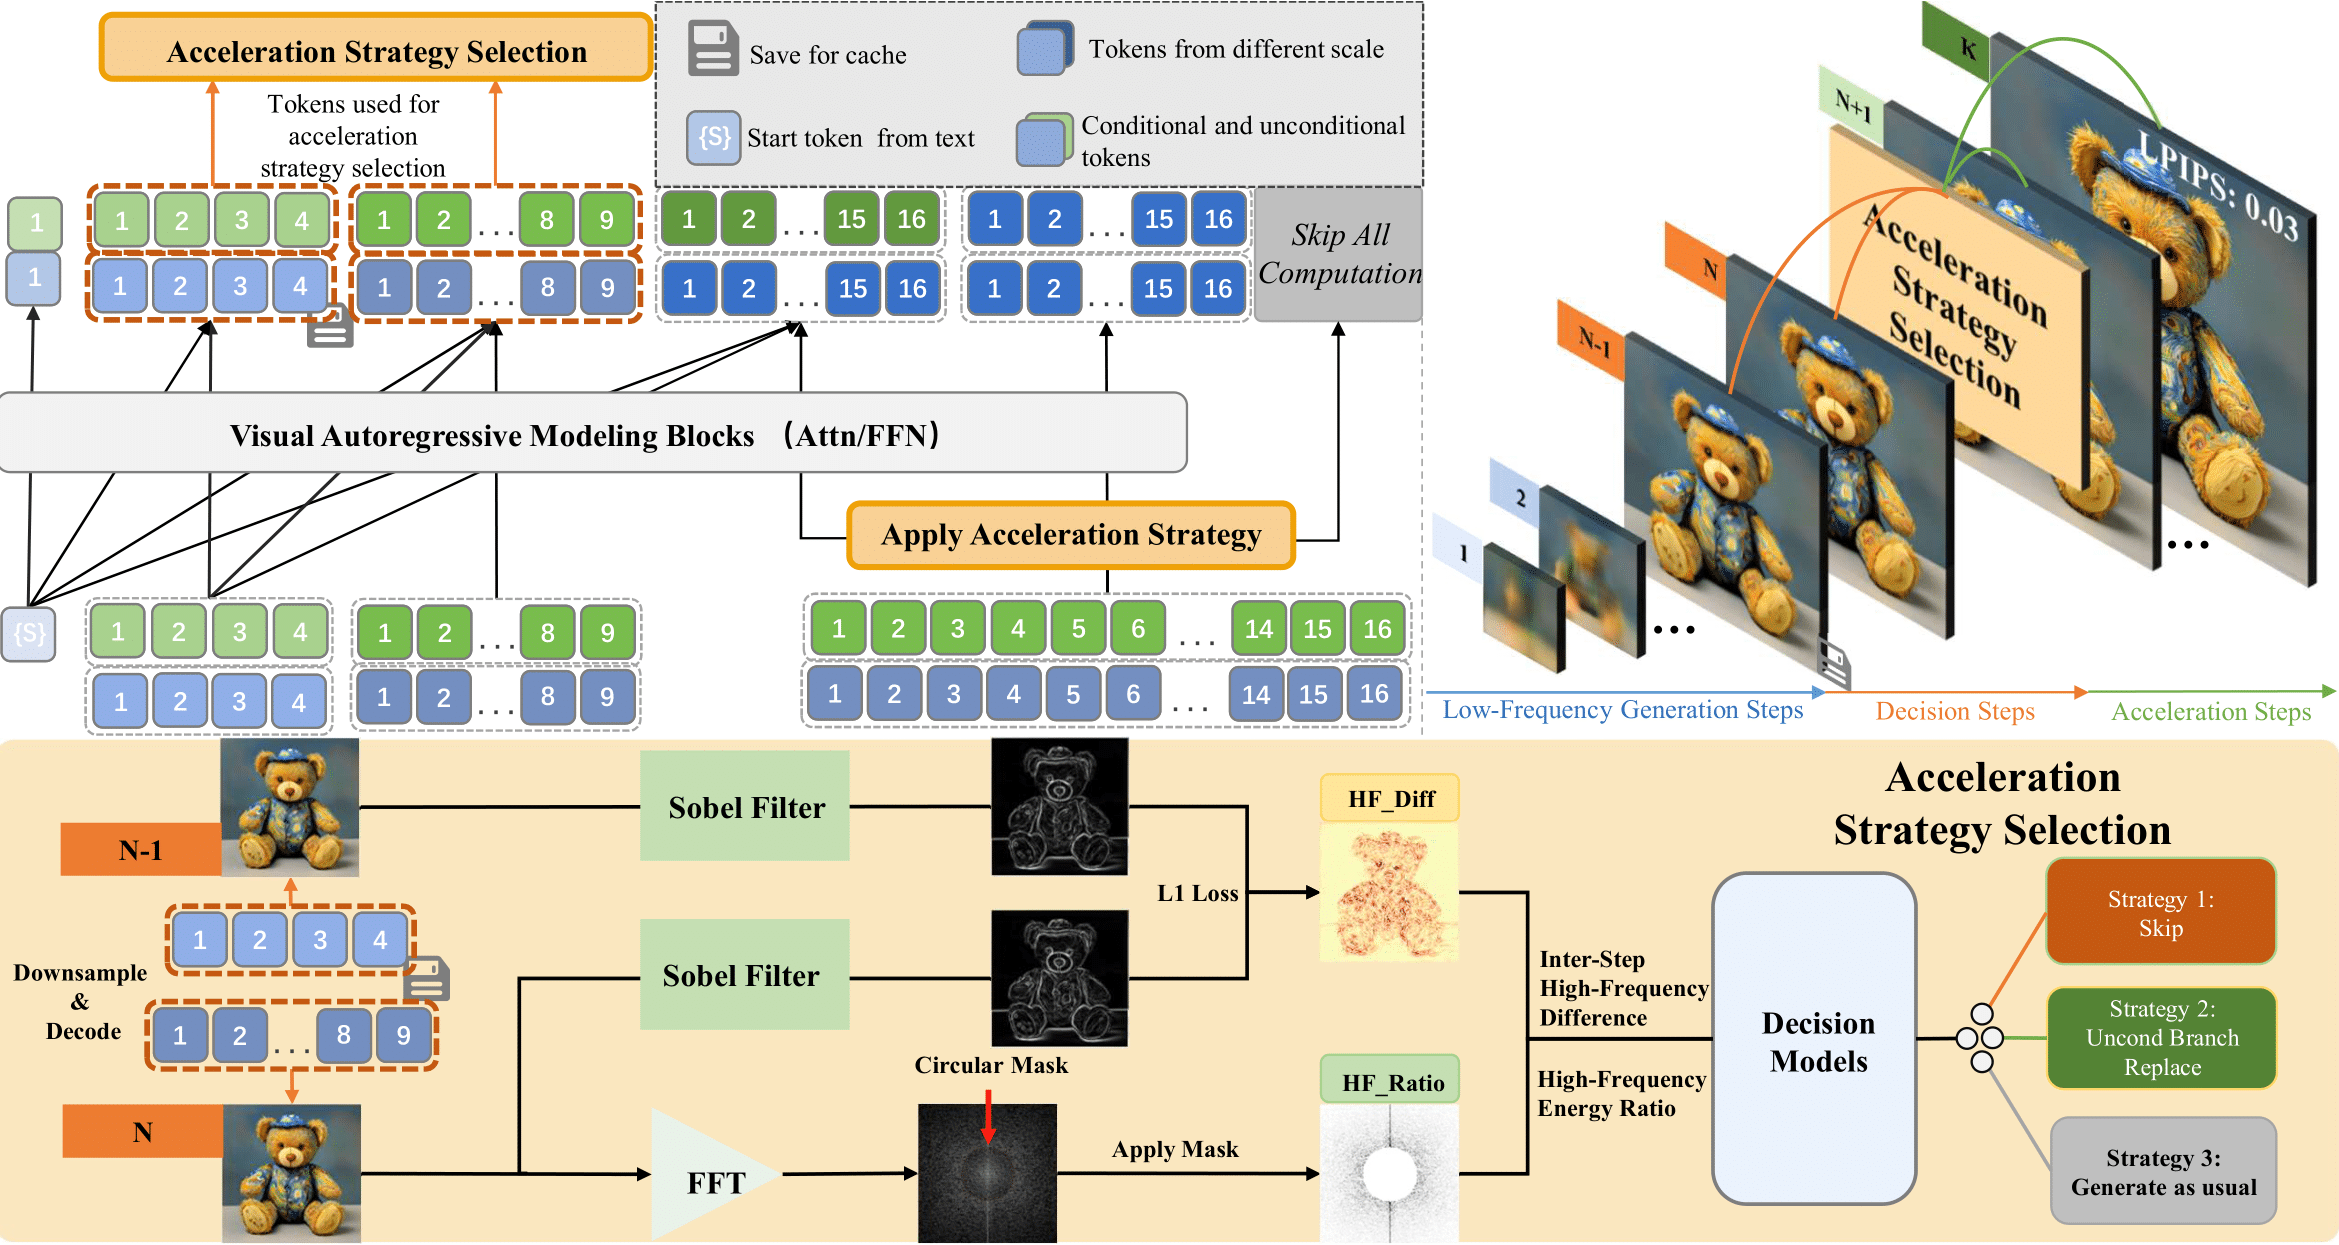 Acceleration Strategy Selection
Tokens used for
acceleration
strategy selection
Save for cache
Tokens from different scale
{S}
Start token from text
Conditional and unconditional
tokens
1
1
1 2 3 4
1 2 3 4
1 2 ... 8 9
1 2 ... 8 9
1 2 ... 15 16
1 2 ... 15 16
1 2 ... 15 16
1 2 ... 15 16
Skip All
Computation
Visual Autoregressive Modeling Blocks （Attn/FFN）
Apply Acceleration Strategy
{S}
1 2 3 4
1 2 3 4
1 2 ... 8 9
1 2 ... 8 9
1 2 3 4 5 6 ... 14 15 16
1 2 3 4 5 6 ... 14 15 16
K
N+1
N
N-1
2
1
LPIPS: 0.03
Acceleration
Strategy
Selection
...
...
Low-Frequency Generation Steps
Decision Steps
Acceleration Steps
N-1
1 2 3 4
Downsample
&
Decode
1 2 ... 8 9
N
Sobel Filter
Sobel Filter
FFT
Circular Mask
L1 Loss
Apply Mask
HF_Diff
HF_Ratio
Inter-Step
High-Frequency
Difference
High-Frequency
Energy Ratio
Decision
Models
Acceleration
Strategy Selection
Strategy 1:
Skip
Strategy 2:
Uncond Branch
Replace
Strategy 3:
Generate as usual